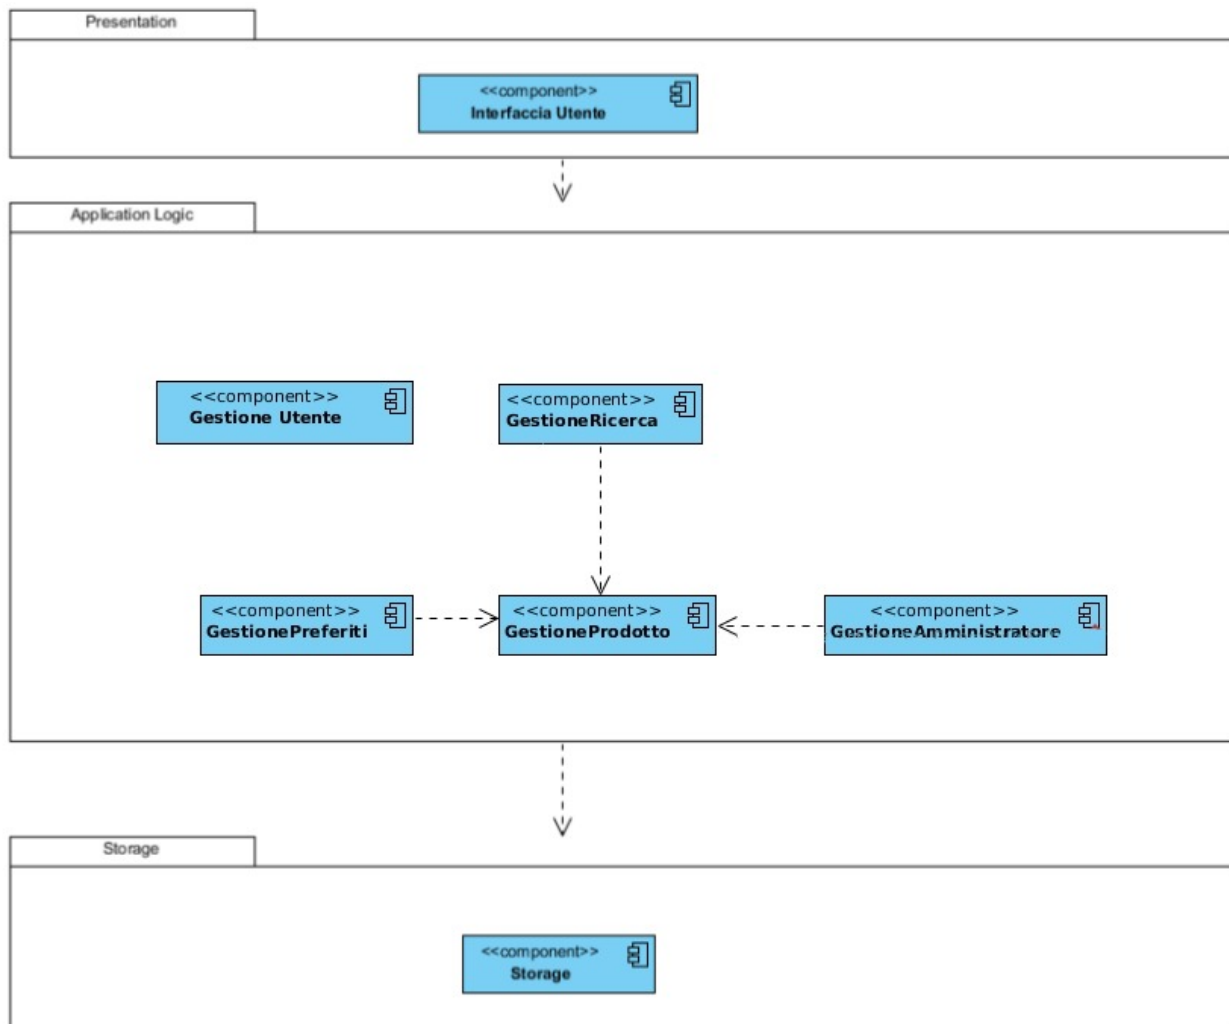 Presentation
<<component>>
Interfaccia Utente
Application Logic
<<component>>
Gestione Utente
<<component>>
GestioneRicerca
<<component>>
GestionePreferiti
<<component>>
GestioneProdotto
<<component>>
GestioneAmministratore
Storage
<<component>>
Storage